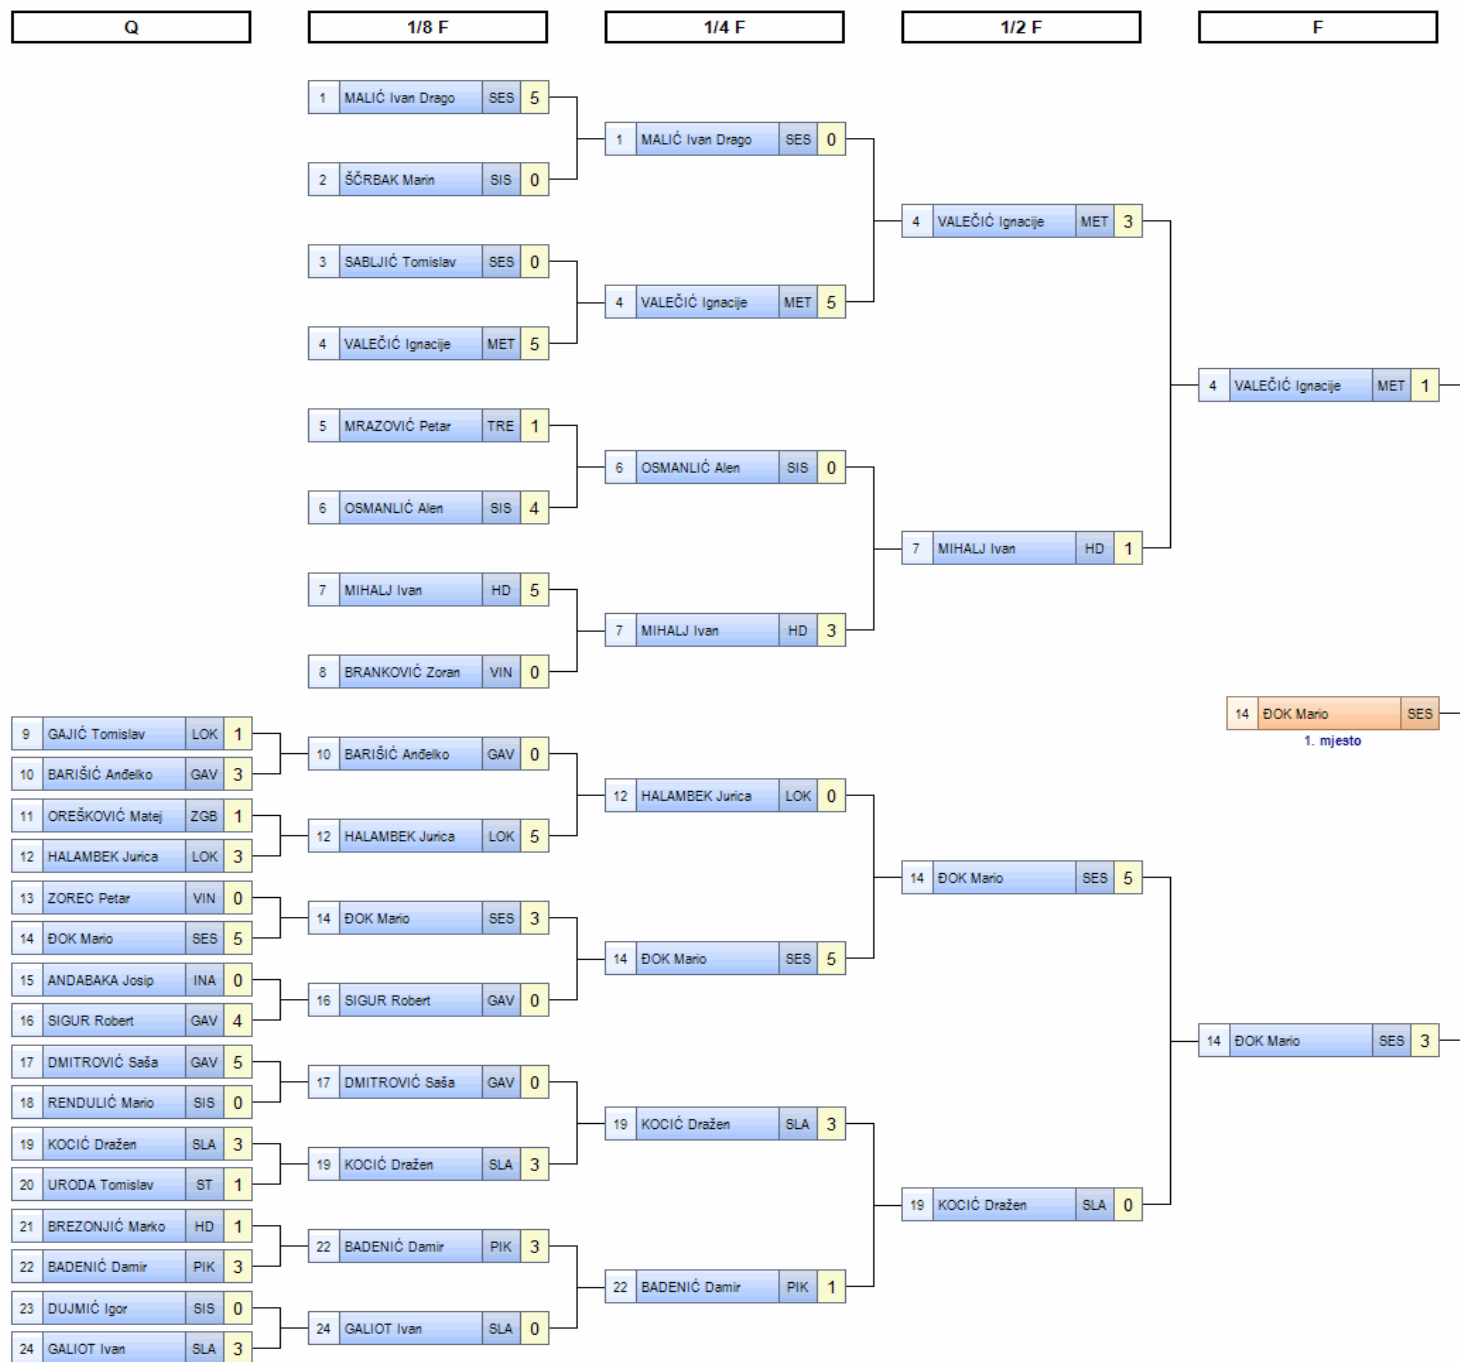 Q
1/8 F
1/4 F
1/2 F
F
1 MALIĆ Ivan Drago SES 5
2 ŠČRBAK Marin SIS 0
3 SABLJIĆ Tomislav SES 0
4 VALEČIĆ Ignacije MET 5
5 MRAZOVIĆ Petar TRE 1
6 OSMANLIĆ Alen SIS 4
7 MIHALJ Ivan HD 5
8 BRANKOVIĆ Zoran VIN 0
9 GAJIĆ Tomislav LOK 1
10 BARIŠIĆ Anđelko GAV 3
11 OREŠKOVIĆ Matej ZGB 1
12 HALAMBEK Jurica LOK 3
13 ZOREC Petar VIN 0
14 ĐOK Mario SES 5
15 ANDABAKA Josip INA 0
16 SIGUR Robert GAV 4
17 DMITROVIĆ Saša GAV 5
18 RENDULIĆ Mario SIS 0
19 KOCIĆ Dražen SLA 3
20 URODA Tomislav ST 1
21 BREZONJIĆ Marko HD 1
22 BADENIĆ Damir PIK 3
23 DUJMIĆ Igor SIS 0
24 GALIOT Ivan SLA 3
10 BARIŠIĆ Anđelko GAV 0
12 HALAMBEK Jurica LOK 5
14 ĐOK Mario SES 3
16 SIGUR Robert GAV 0
17 DMITROVIĆ Saša GAV 0
19 KOCIĆ Dražen SLA 3
22 BADENIĆ Damir PIK 3
24 GALIOT Ivan SLA 0
1 MALIĆ Ivan Drago SES 0
4 VALEČIĆ Ignacije MET 5
6 OSMANLIĆ Alen SIS 0
7 MIHALJ Ivan HD 3
12 HALAMBEK Jurica LOK 0
14 ĐOK Mario SES 5
19 KOCIĆ Dražen SLA 3
22 BADENIĆ Damir PIK 1
4 VALEČIĆ Ignacije MET 3
7 MIHALJ Ivan HD 1
14 ĐOK Mario SES 5
19 KOCIĆ Dražen SLA 0
4 VALEČIĆ Ignacije MET 1
14 ĐOK Mario SES
1. mjesto
14 ĐOK Mario SES 3